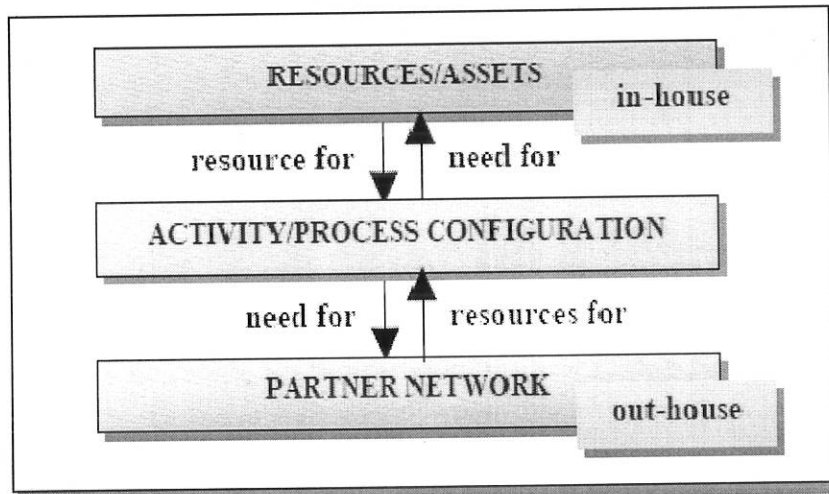 RESOURCES/ASSETS
in-house
resource for
need for
ACTIVITY/PROCESS CONFIGURATION
need for
resources for
PARTNER NETWORK
out-house